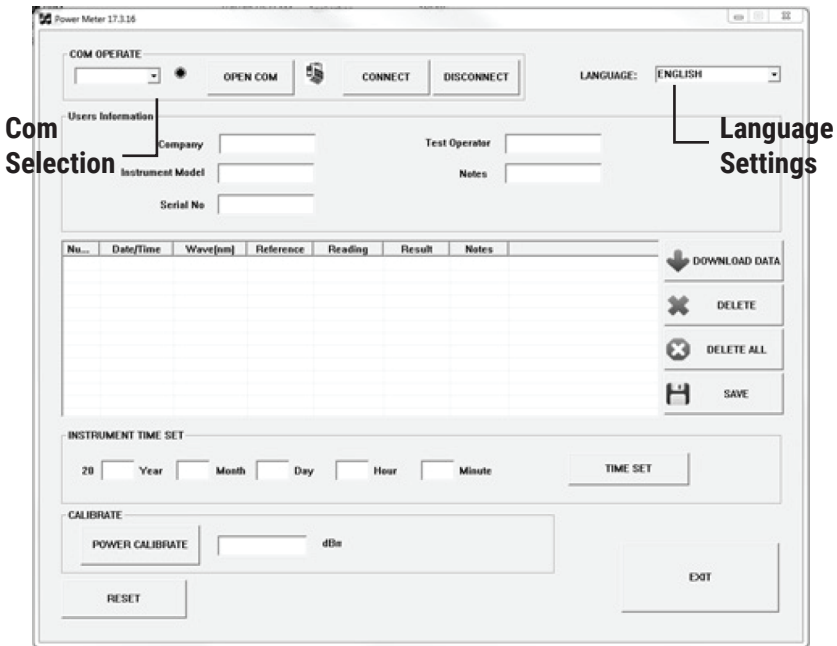 Power Meter 17.3.16
COM OPERATE
OPEN COM CONNECT DISCONNECT LANGUAGE: ENGLISH
Com Selection
Language Settings
Users Information
Company Test Operator
Instrument Model Notes
Serial No
Nu... Date/Time Wave[nm] Reference Reading Result Notes
DOWNLOAD DATA
DELETE
DELETE ALL
SAVE
INSTRUMENT TIME SET
20 Year Month Day Hour Minute TIME SET
CALIBRATE
POWER CALIBRATE dBm
EXIT
RESET